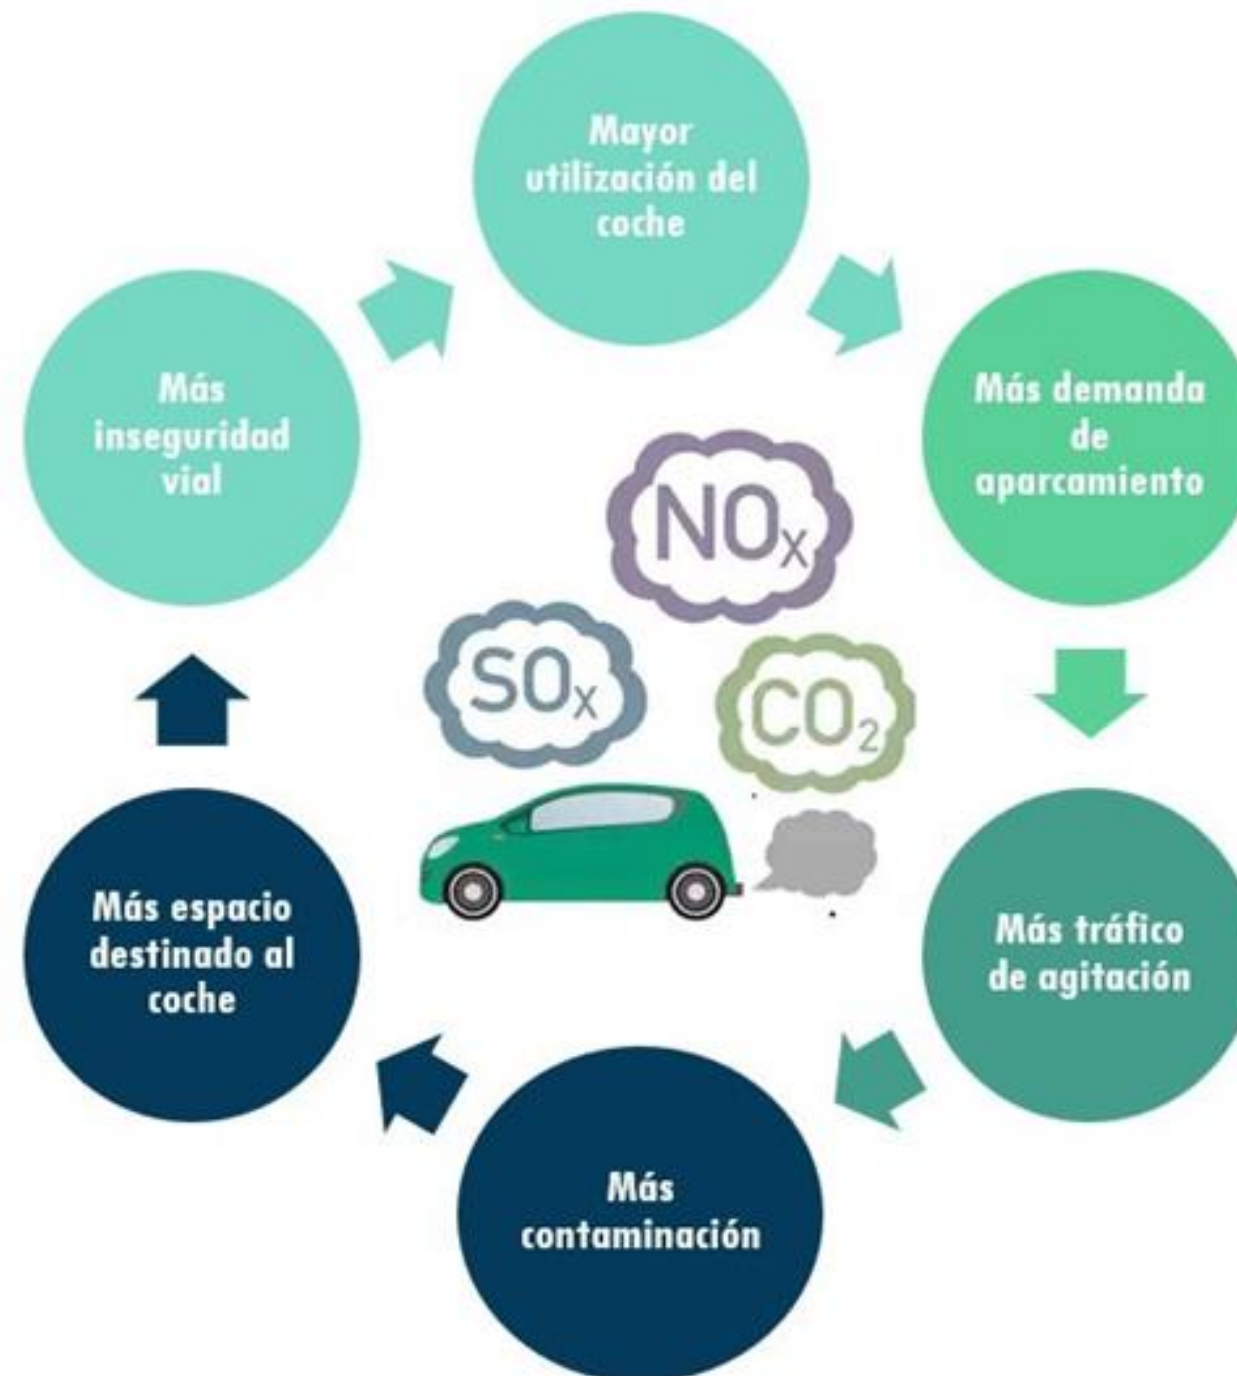 Mayor
utilización del
coche
Más demanda
de
aparcamiento
Más tráfico
de agitación
Más
contaminación
Más espacio
destinado al
coche
Más
inseguridad
vial
NOx
SOx
CO2